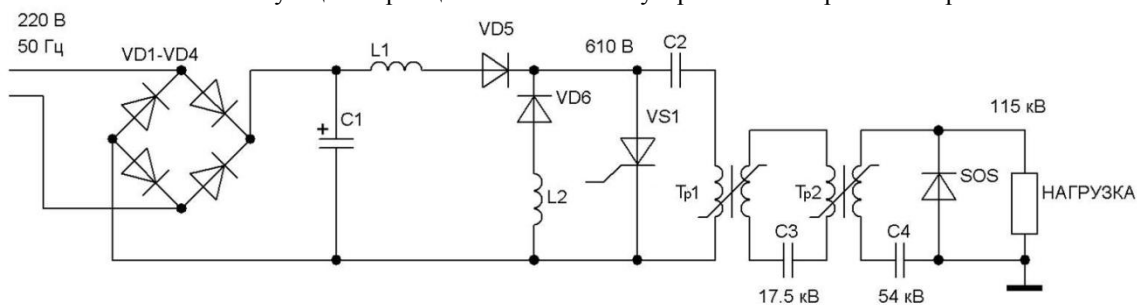 220 В
50 Гц
VD1-VD4
L1
VD5
610 В
C2
VD6
C1
+
VS1
115 кВ
L2
Тр1
Тр2
SOS
НАГРУЗКА
C3
C4
17.5 кВ
54 кВ